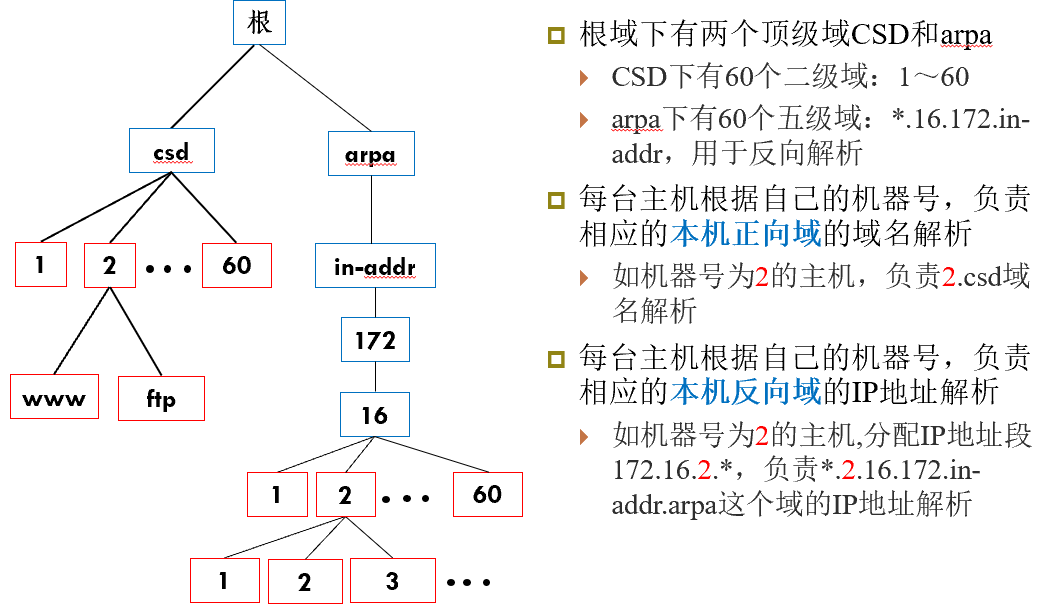 根
csd
arpa
1
2
•••
60
in-addr
172
www
ftp
16
1
2
•••
60
1
2
3
•••
根域下有两个顶级域CSD和arpa
CSD下有60个二级域：1～60
arpa下有60个五级域：*.16.172.in-
addr，用于反向解析
每台主机根据自己的机器号，负责
相应的本机正向域的域名解析
如机器号为2的主机，负责2.csd域
名解析
每台主机根据自己的机器号，负责
相应的本机反向域的IP地址解析
如机器号为2的主机,分配IP地址段
172.16.2.*，负责*.2.16.172.in-
addr.arpa这个域的IP地址解析